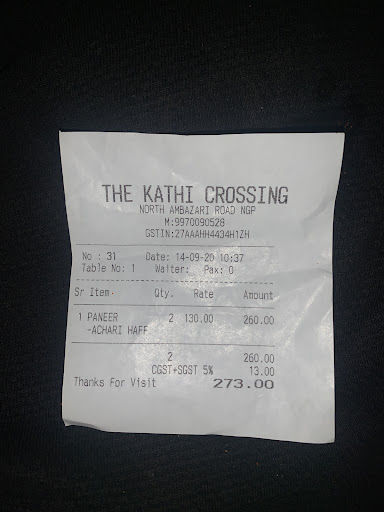 THE KATHI CROSSING
NORTH AMBAZARI ROAD NGP
M:9970090528
GSTIN:27AAAHH4434H1ZH
No : 31 Date: 14-09-20 10:37
Table No: 1 Waiter: Pax: 0
Sr Item Qty. Rate Amount
1 PANEER 2 130.00 260.00
-ACHARI HAFF
2 260.00
CGST+SGST 5% 13.00
Thanks For Visit 273.00